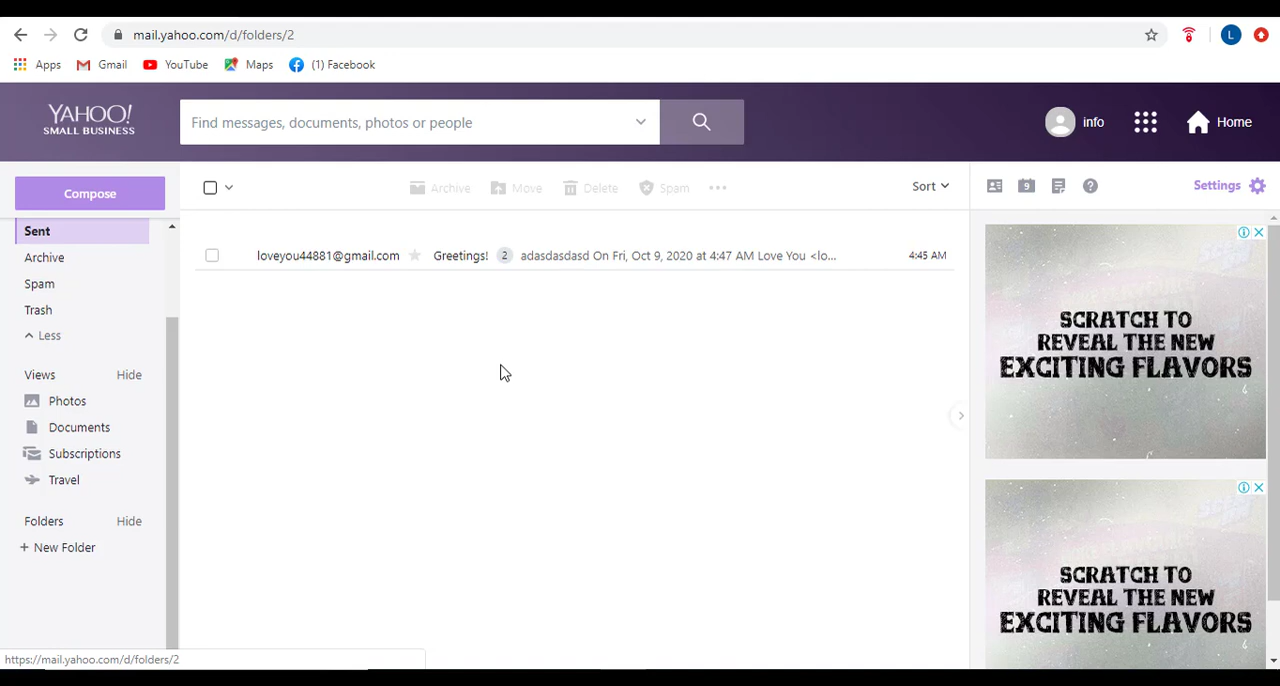 mail.yahoo.com/d/folders/2
L
Apps Gmail YouTube Maps (1) Facebook
YAHOO!
SMALL BUSINESS
Find messages, documents, photos or people
info
Home
Compose
Archive Move Delete Spam
Sort
9
Settings
Sent
Archive
Spam
Trash
Less
Views Hide
Photos
Documents
Subscriptions
Travel
Folders Hide
+ New Folder
loveyou44881@gmail.com Greetings! 2 adasdasdasd On Fri, Oct 9, 2020 at 4:47 AM Love You <lo... 4:45 AM
SCRATCH TO
REVEAL THE NEW
EXCITING FLAVORS
SCRATCH TO
REVEAL THE NEW
EXCITING FLAVORS
https://mail.yahoo.com/d/folders/2